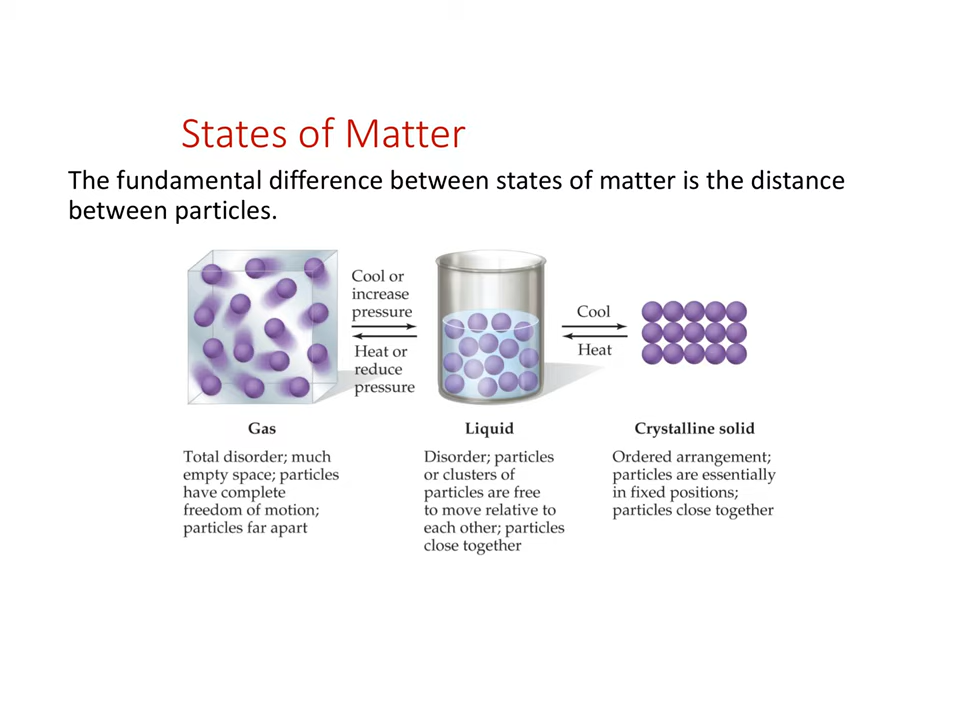 States of Matter
The fundamental difference between states of matter is the distance
between particles.
Cool or
increase
pressure
Heat or
reduce
pressure
Cool
Heat
Gas
Total disorder; much
empty space; particles
have complete
freedom of motion;
particles far apart
Liquid
Disorder; particles
or clusters of
particles are free
to move relative to
each other; particles
close together
Crystalline solid
Ordered arrangement;
particles are essentially
in fixed positions;
particles close together